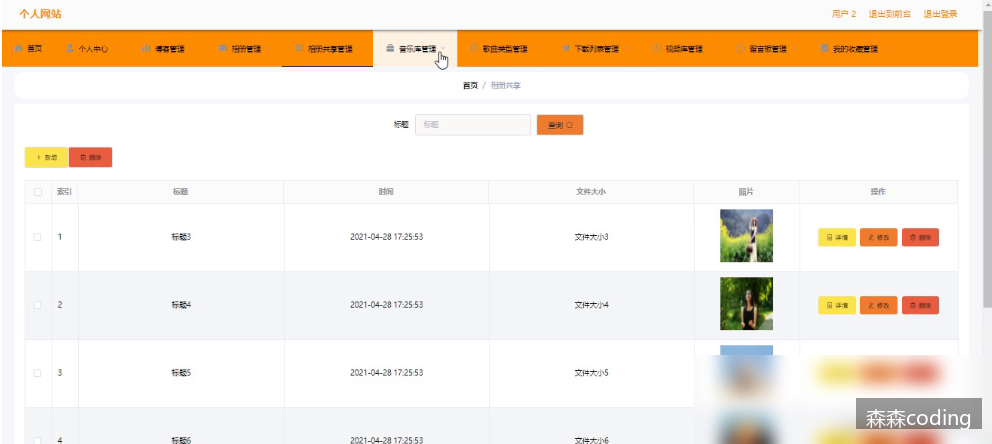 个人网站 用户 2 退出到前台 退出登录
首页 个人中心 博客管理 相册管理 相册共享管理 音乐库管理 歌曲类型管理 下载列表管理 视频库管理 留言板管理 我的收藏管理
首页 / 相册共享
标题 标题 查询
+ 新增 删除
索引 标题 时间 文件大小 照片 操作
1 标题3 2021-04-28 17:25:53 文件大小3 详情 修改 删除
2 标题4 2021-04-28 17:25:53 文件大小4 详情 修改 删除
3 标题5 2021-04-28 17:25:53 文件大小5
4 标题6 2021-04-28 17:25:53 文件大小6
森森coding